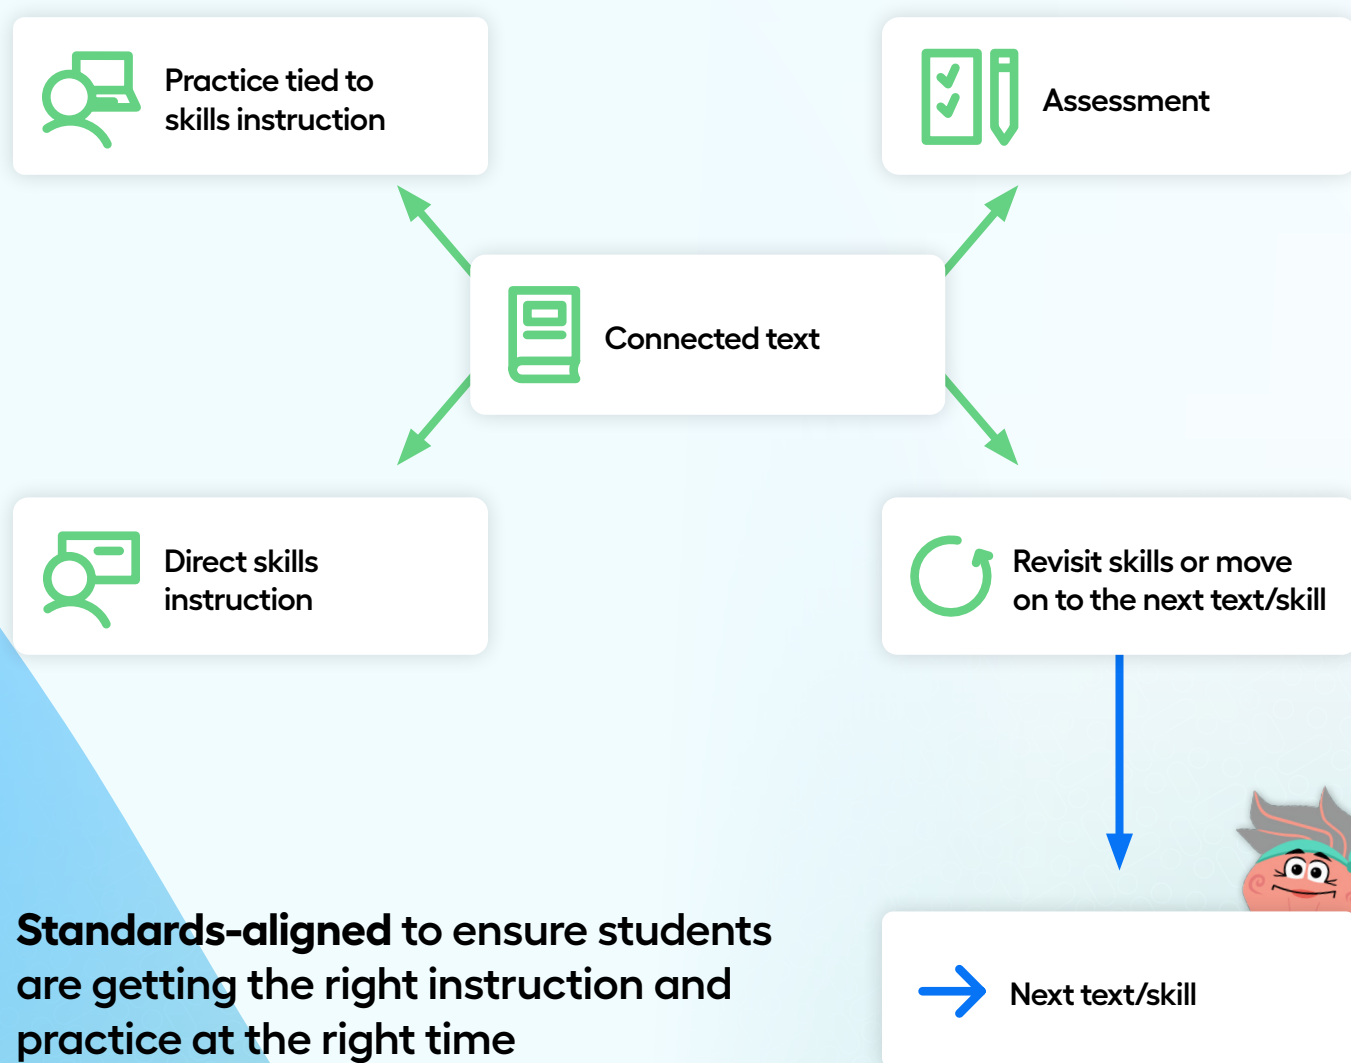 Practice tied to
skills instruction
Assessment
Connected text
Direct skills
instruction
Revisit skills or move
on to the next text/skill
Standards-aligned to ensure students
are getting the right instruction and
practice at the right time
Next text/skill